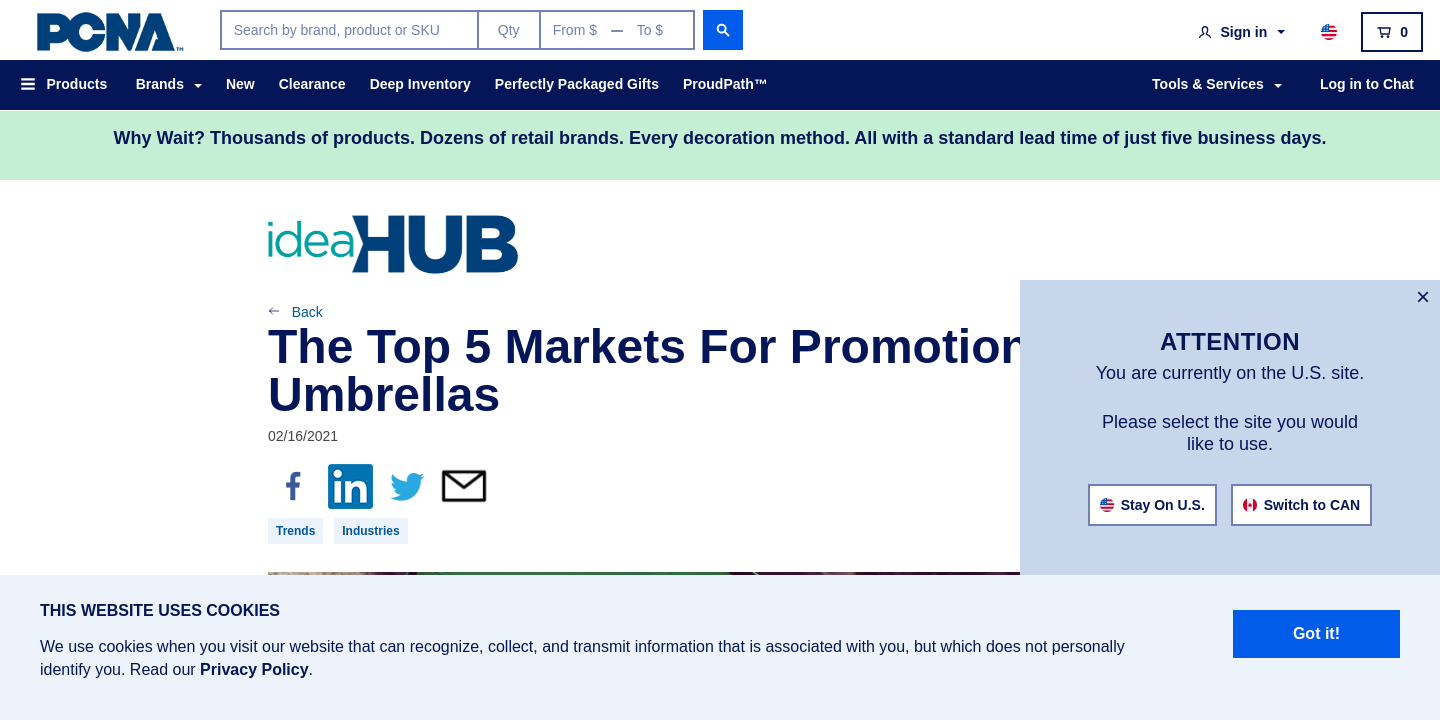 PCNA™
Search by brand, product or SKU
Qty
From $ — To $
Sign in
0
Products
Brands
New
Clearance
Deep Inventory
Perfectly Packaged Gifts
ProudPath™
Tools & Services
Log in to Chat
Why Wait? Thousands of products. Dozens of retail brands. Every decoration method. All with a standard lead time of just five business days.
ideaHUB
Back
The Top 5 Markets For Promotion
Umbrellas
02/16/2021
Trends
Industries
×
ATTENTION
You are currently on the U.S. site.
Please select the site you would
like to use.
Stay On U.S.
Switch to CAN
THIS WEBSITE USES COOKIES
We use cookies when you visit our website that can recognize, collect, and transmit information that is associated with you, but which does not personally
identify you. Read our Privacy Policy.
Got it!